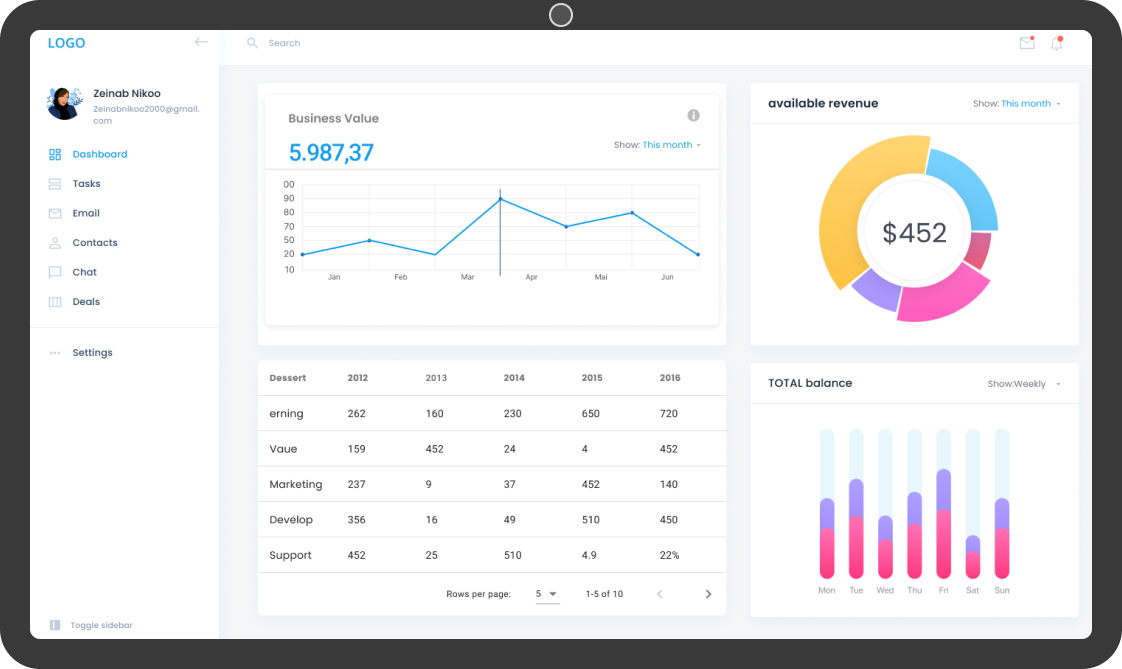 LOGO
Search
Zeinab Nikoo
Zeinabnikoo2000@gmail.
com
Dashboard
Tasks
Email
Contacts
Chat
Deals
Settings
Toggle sidebar
Business Value
5.987,37
Show: This month
00
90
80
70
50
20
10
Jan Feb Mar Apr Mai Jun
available revenue
Show: This month
$452
Dessert 2012 2013 2014 2015 2016
erning 262 160 230 650 720
Vaue 159 452 24 4 452
Marketing 237 9 37 452 140
Develop 356 16 49 510 450
Support 452 25 510 4.9 22%
Rows per page: 5 1-5 of 10
TOTAL balance
Show:Weekly
Mon Tue Wed Thu Fri Sat Sun